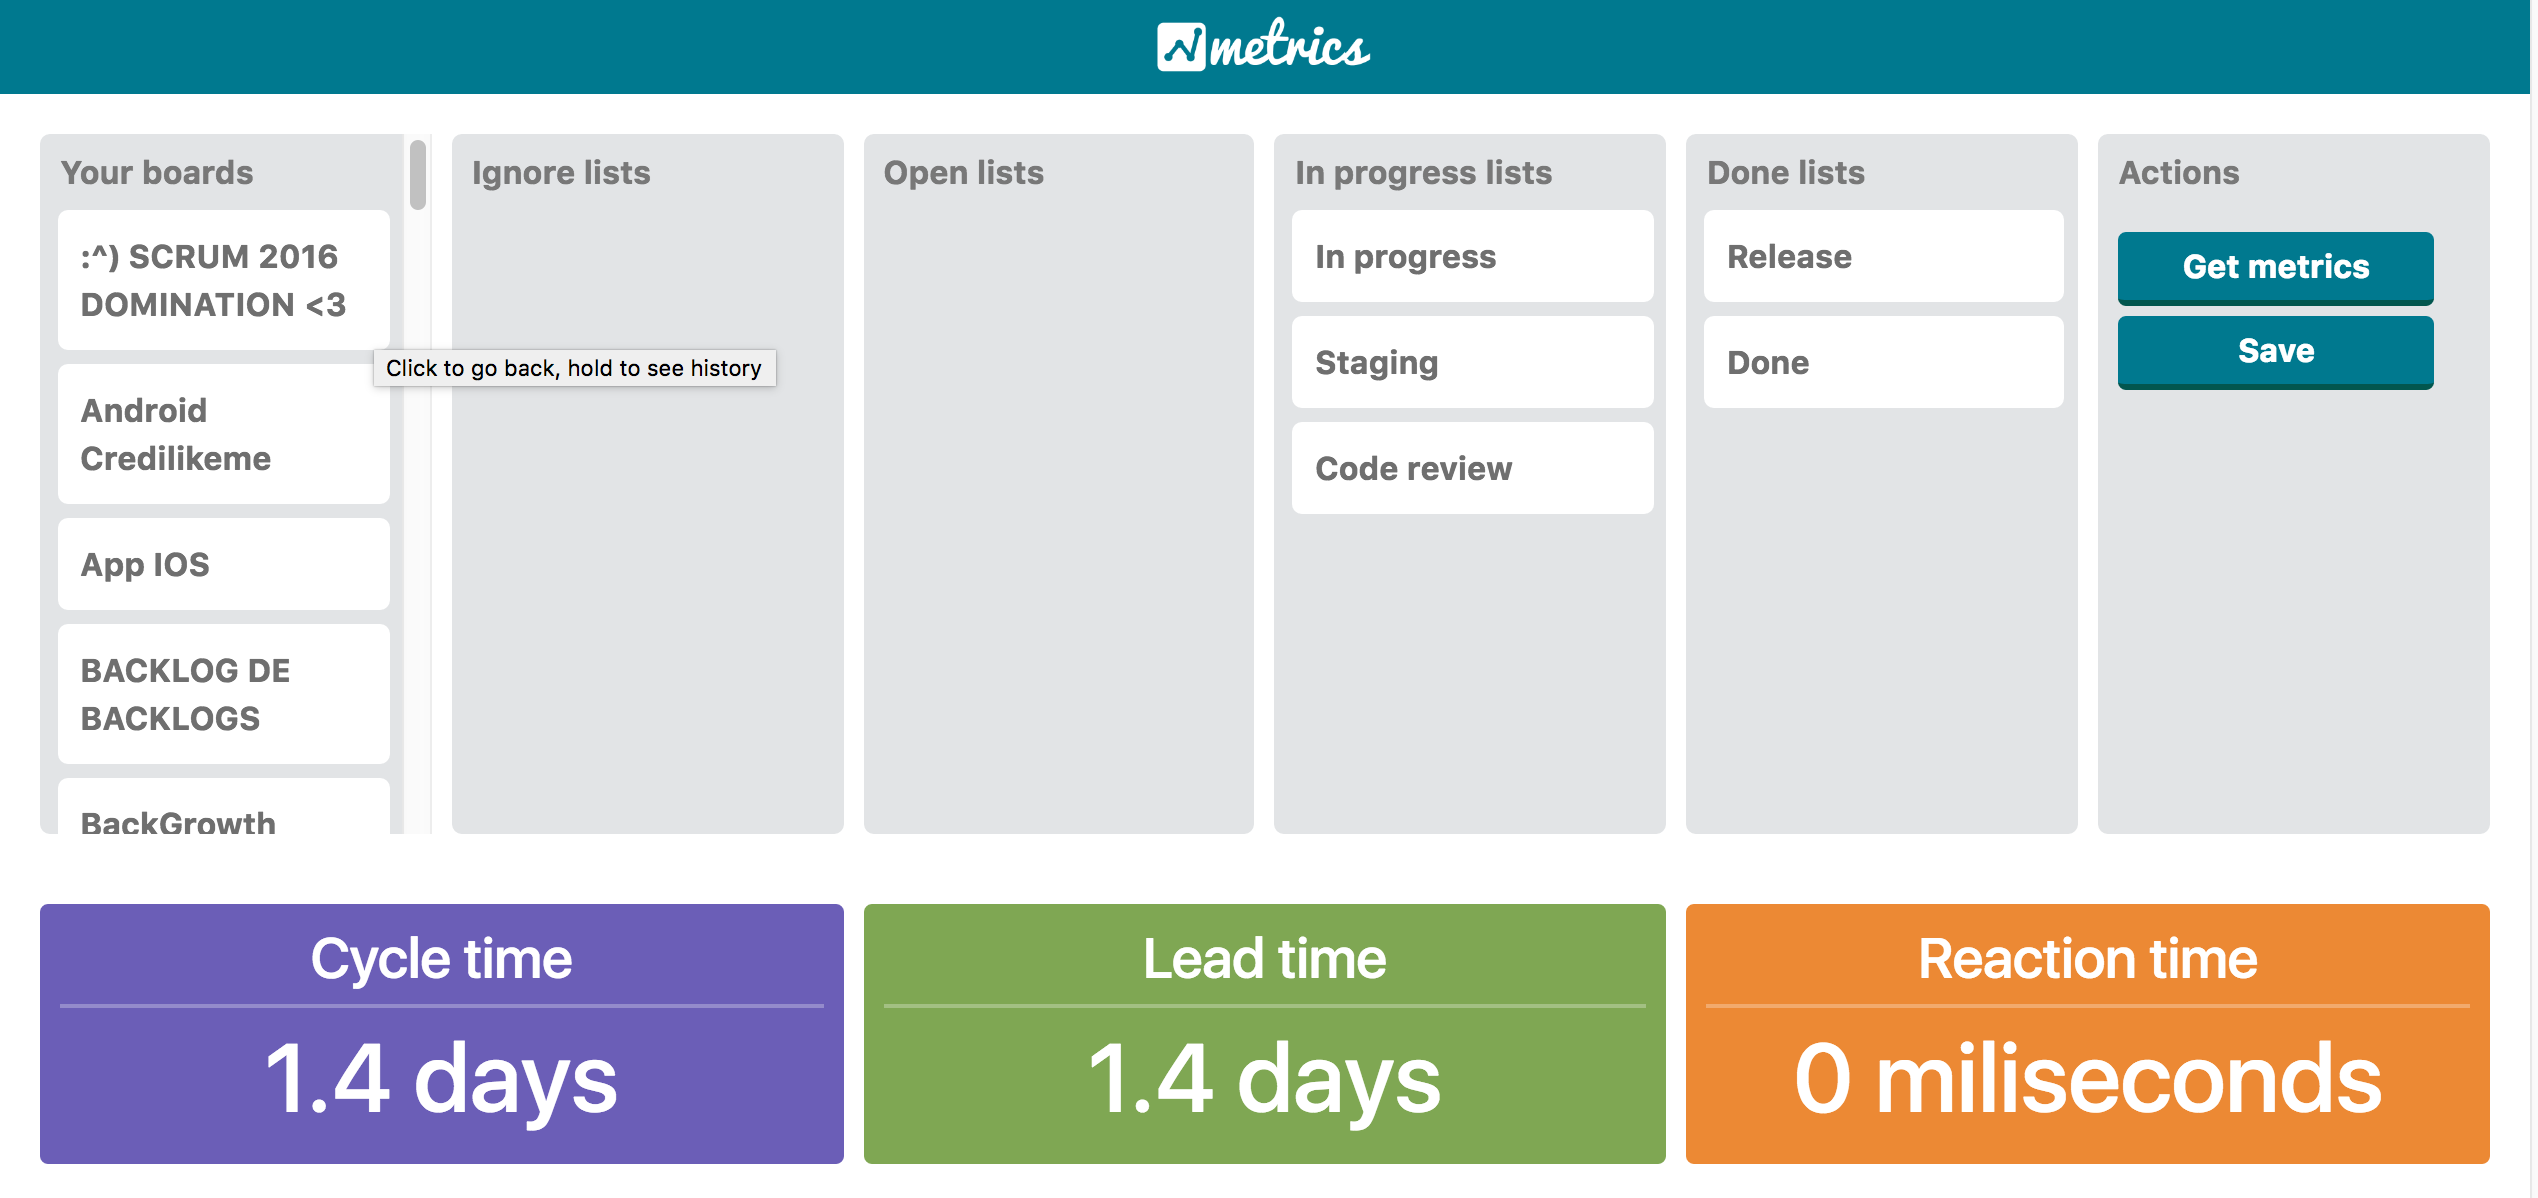 metrics
Your boards
:^) SCRUM 2016
DOMINATION <3
Android
Credilikeme
App IOS
BACKLOG DE
BACKLOGS
BackGrowth
Ignore lists
Click to go back, hold to see history
Open lists
In progress lists
In progress
Staging
Code review
Done lists
Release
Done
Actions
Get metrics
Save
Cycle time
1.4 days
Lead time
1.4 days
Reaction time
0 miliseconds